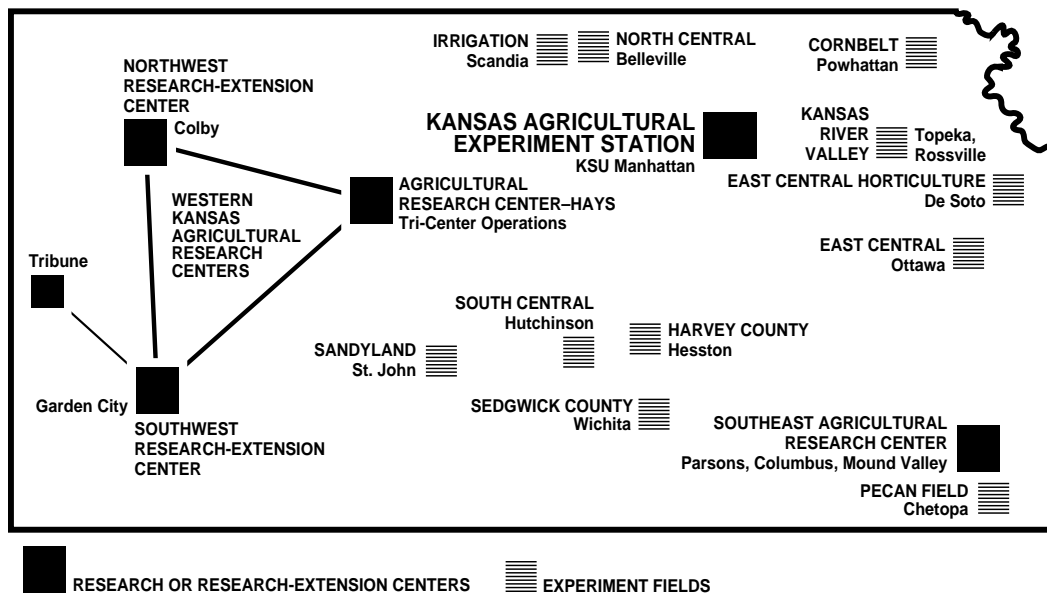 IRRIGATION
Scandia
NORTH CENTRAL
Belleville
CORNBELT
Powhattan
NORTHWEST
RESEARCH-EXTENSION
CENTER
Colby
KANSAS AGRICULTURAL
EXPERIMENT STATION
KSU Manhattan
KANSAS
RIVER
VALLEY
Topeka,
Rossville
EAST CENTRAL HORTICULTURE
De Soto
AGRICULTURAL
RESEARCH CENTER–HAYS
Tri-Center Operations
WESTERN
KANSAS
AGRICULTURAL
RESEARCH
CENTERS
EAST CENTRAL
Ottawa
Tribune
SOUTH CENTRAL
Hutchinson
HARVEY COUNTY
Hesston
SANDYLAND
St. John
Garden City
SOUTHWEST
RESEARCH-EXTENSION
CENTER
SEDGWICK COUNTY
Wichita
SOUTHEAST AGRICULTURAL
RESEARCH CENTER
Parsons, Columbus, Mound Valley
PECAN FIELD
Chetopa
RESEARCH OR RESEARCH-EXTENSION CENTERS
EXPERIMENT FIELDS